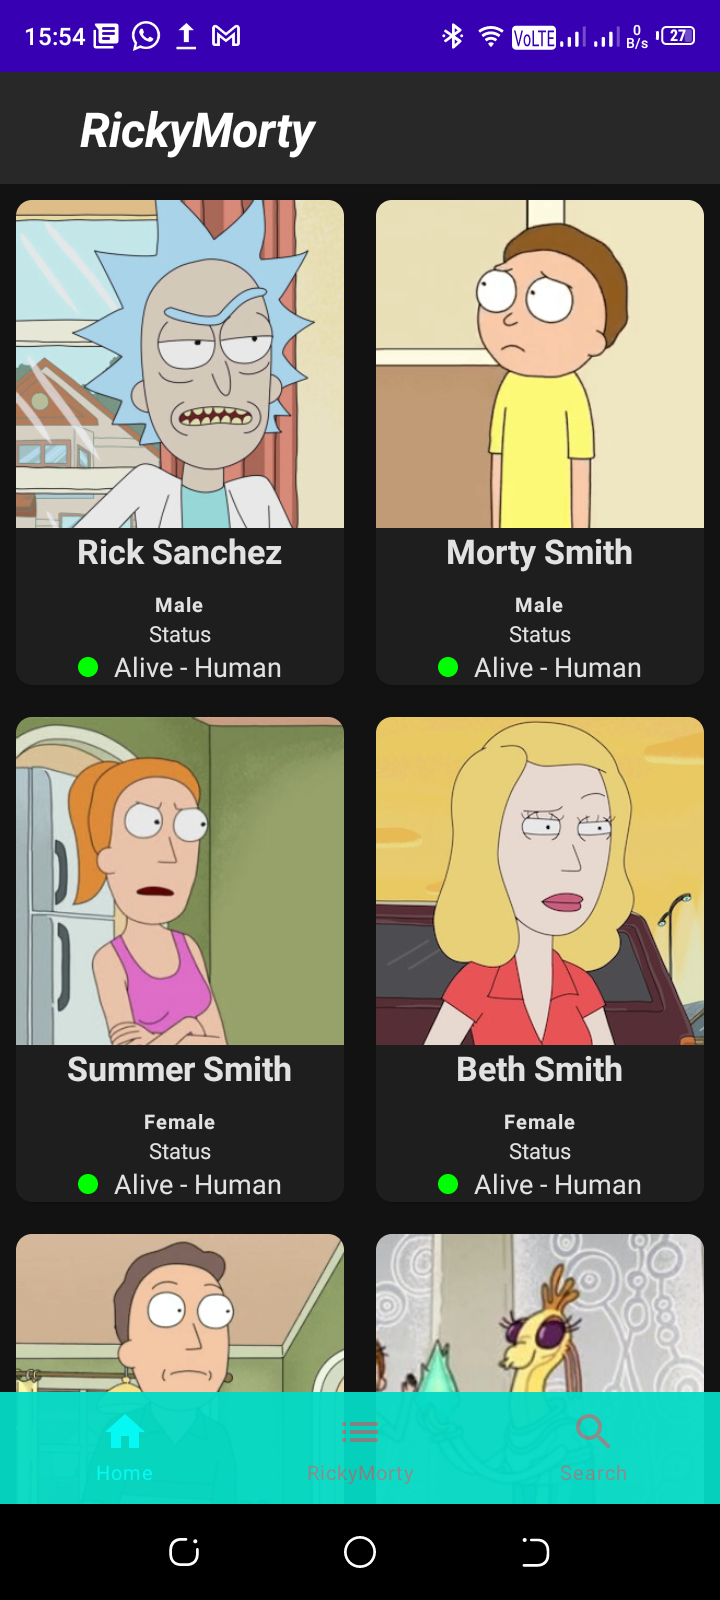 15:54 VoLTE 0 B/s 27
RickyMorty
Rick Sanchez
Male
Status
Alive - Human
Morty Smith
Male
Status
Alive - Human
Summer Smith
Female
Status
Alive - Human
Beth Smith
Female
Status
Alive - Human
Home
RickyMorty
Search